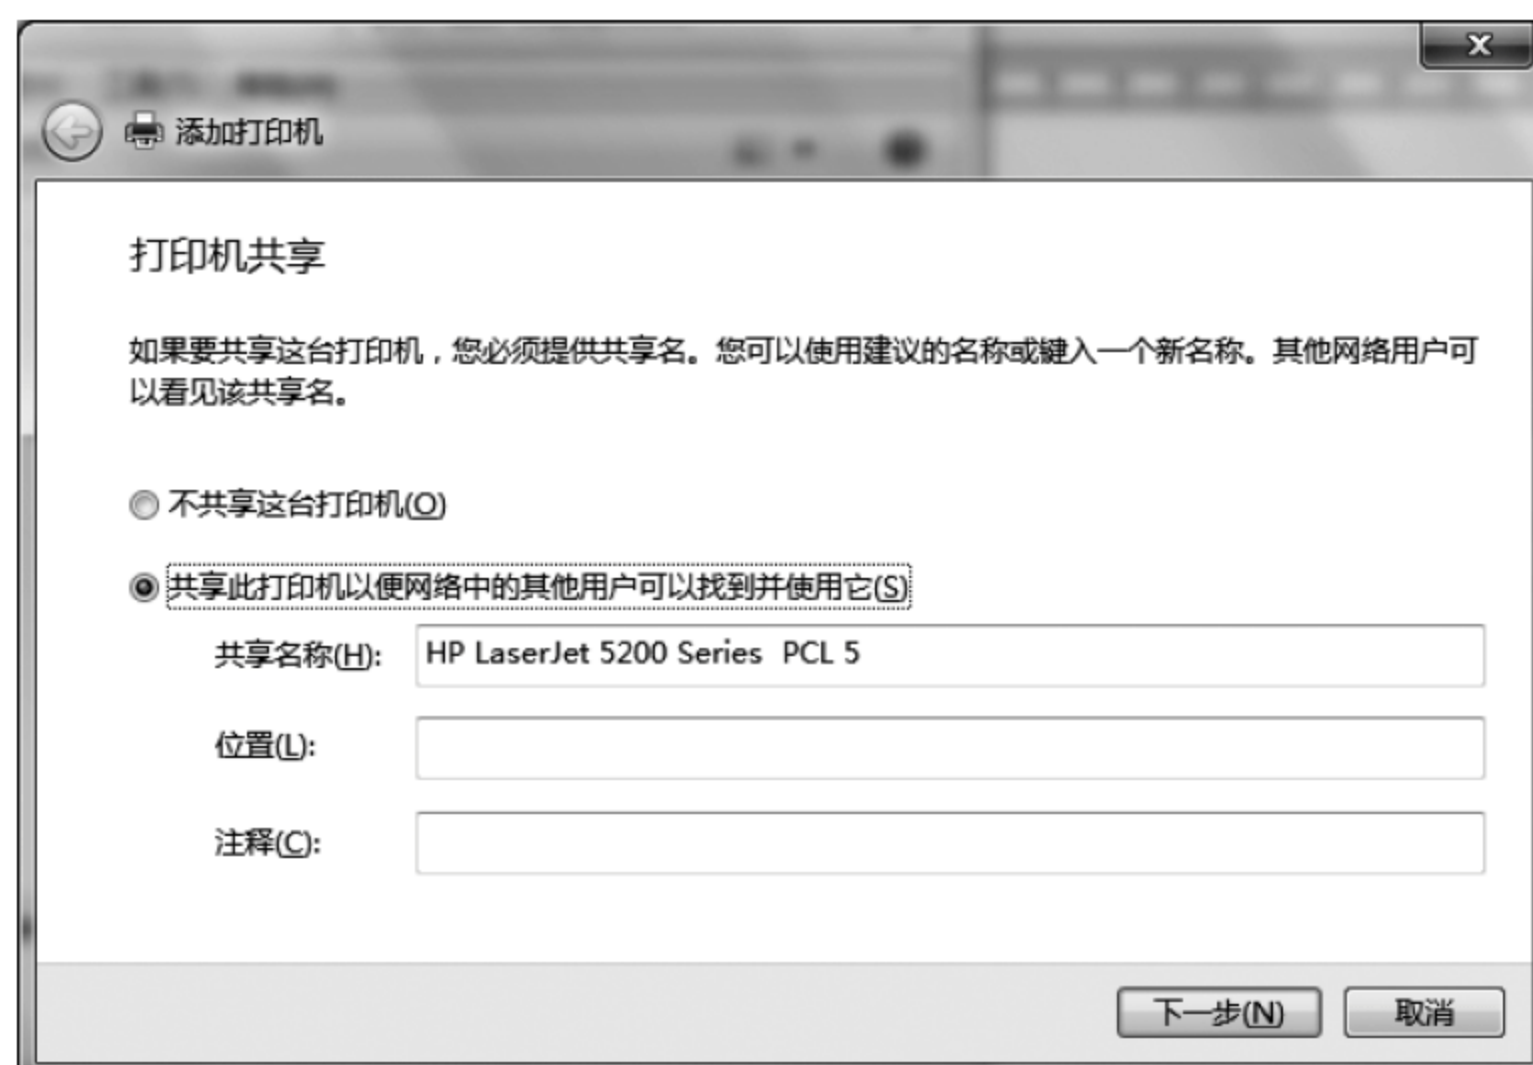 添加打印机
打印机共享
如果要共享这台打印机，您必须提供共享名。您可以使用建议的名称或键入一个新名称。其他网络用户可
以看见该共享名。
不共享这台打印机(O)
共享此打印机以便网络中的其他用户可以找到并使用它(S)
共享名称(H): HP LaserJet 5200 Series  PCL 5
位置(L):
注释(C):
下一步(N) 取消